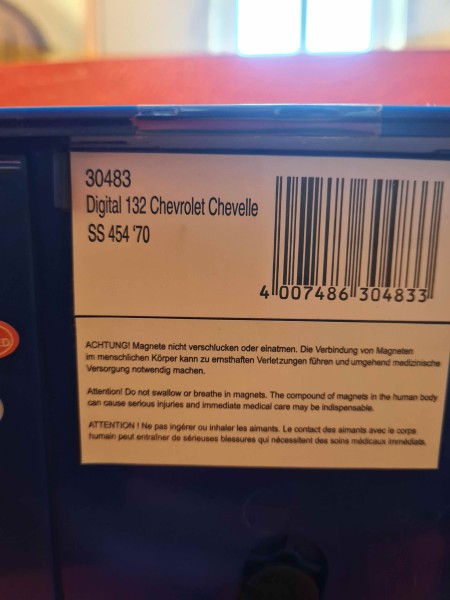 30483
Digital 132 Chevrolet Chevelle
SS 454 '70
4 007486 304833
ACHTUNG! Magnete nicht verschlucken oder einatmen. Die Verbindung von Magneten
im menschlichen Körper kann zu ernsthaften Verletzungen führen und umgehend medizinische
Versorgung notwendig machen.
Attention! Do not swallow or breathe in magnets. The compound of magnets in the human body
can cause serious injuries and immediate medical care may be indispensable.
ATTENTION ! Ne pas ingérer ou inhaler les aimants. Le contact des aimants avec le corps
humain peut entraîner de sérieuses blessures qui nécessitent des soins médicaux immédiats.